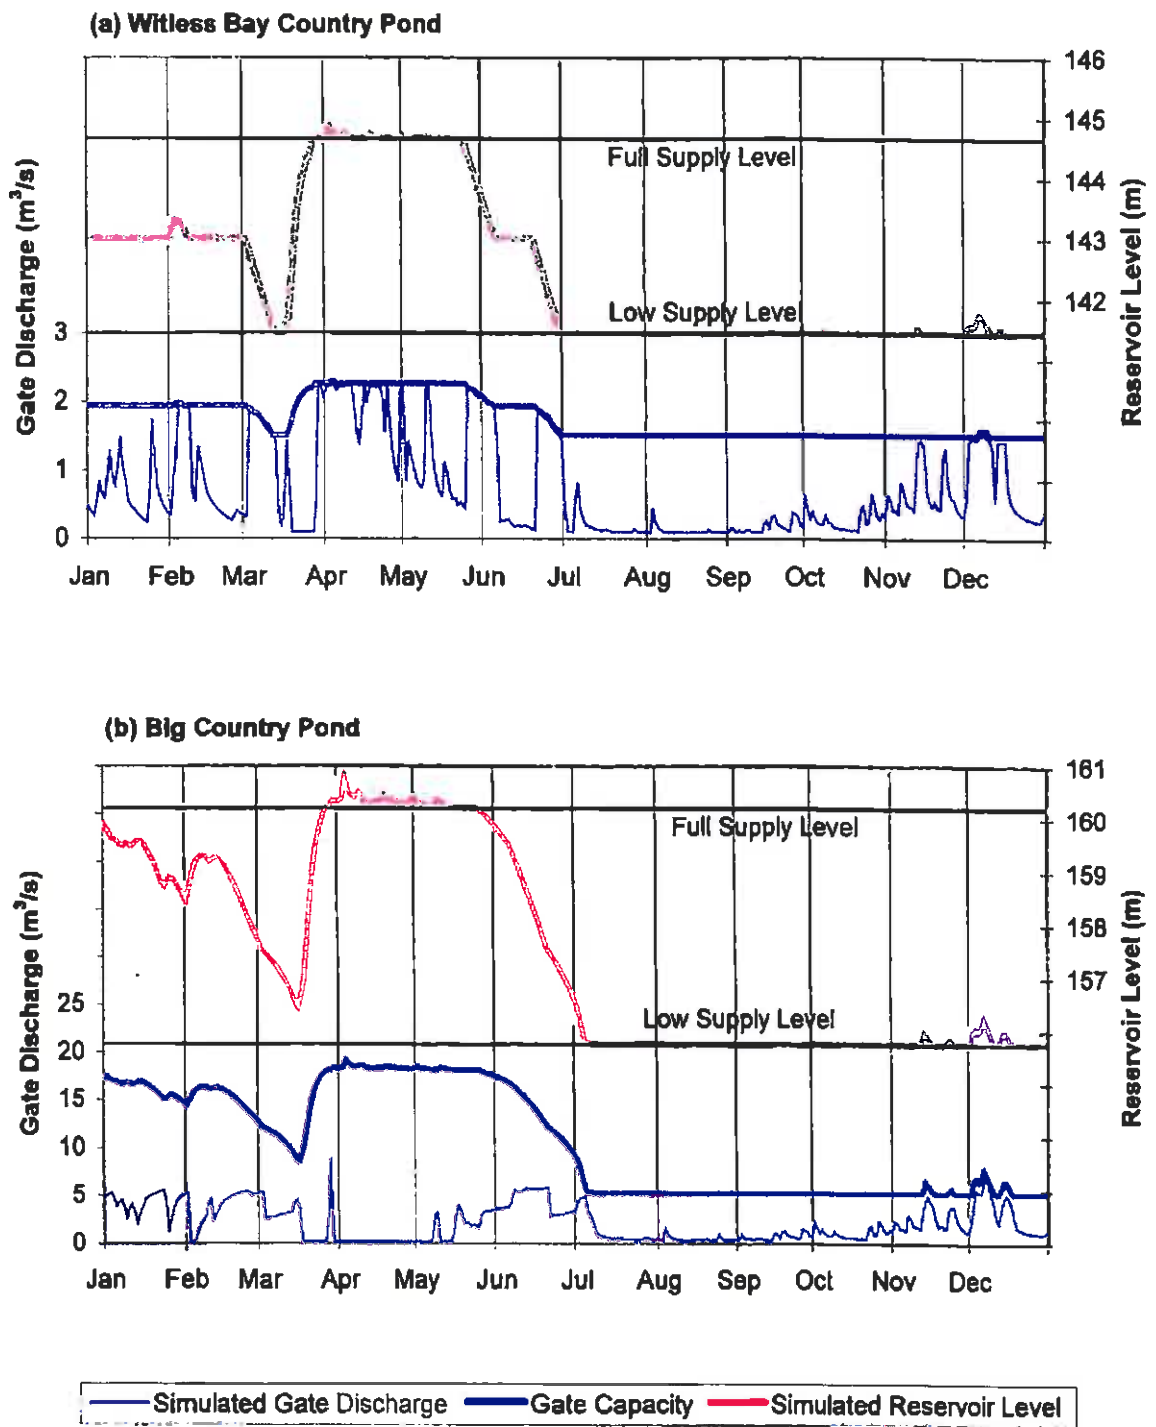 (a) Witless Bay Country Pond
146
145
Full Supply Level
144
143
Low Supply Level
142
3
2
1
0
Gate Discharge (m³/s)
Reservoir Level (m)
Jan Feb Mar Apr May Jun Jul Aug Sep Oct Nov Dec
(b) Big Country Pond
161
160
Full Supply Level
159
158
157
25
Low Supply Level
20
15
10
5
0
Gate Discharge (m³/s)
Reservoir Level (m)
Jan Feb Mar Apr May Jun Jul Aug Sep Oct Nov Dec
Simulated Gate Discharge Gate Capacity Simulated Reservoir Level